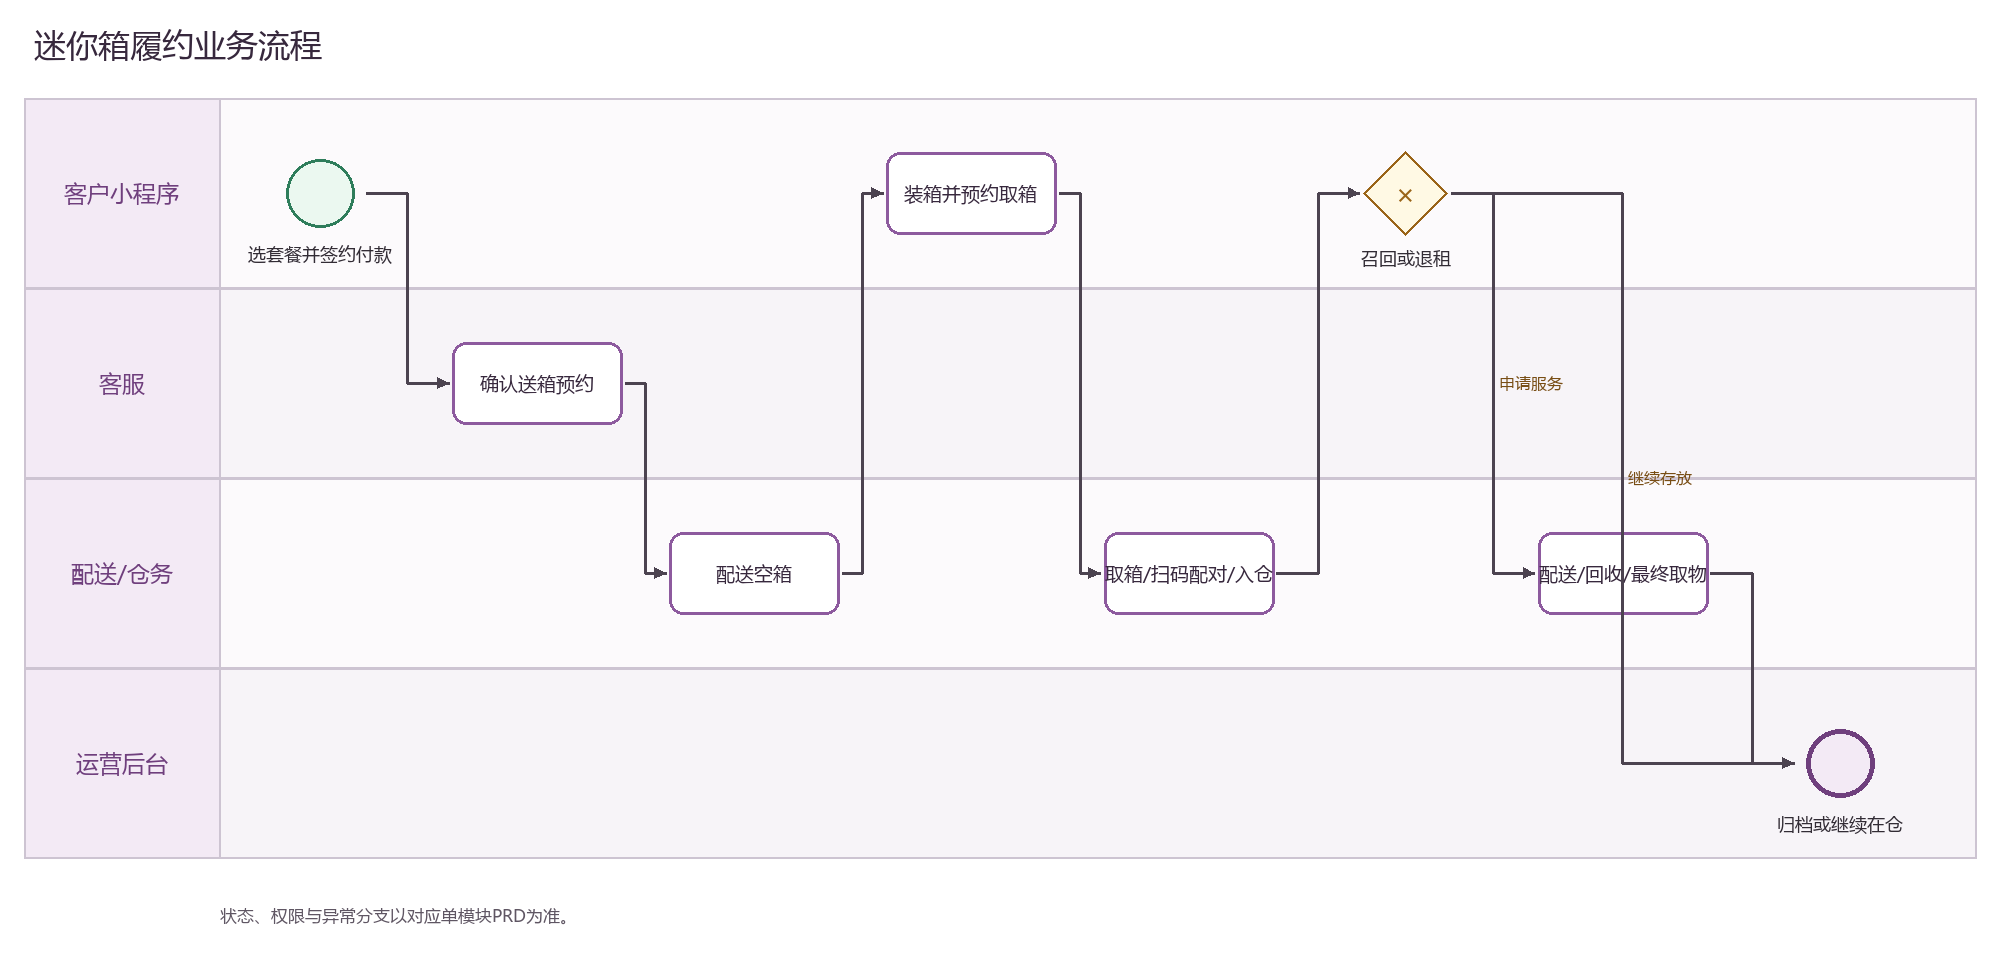 迷你箱履约业务流程
客户小程序
选套餐并签约付款
装箱并预约取箱
×
召回或退租
客服
确认送箱预约
申请服务
继续存放
配送/仓务
配送空箱
取箱/扫码配对/入仓
配送/回收/最终取物
运营后台
归档或继续在仓
状态、权限与异常分支以对应单模块PRD为准。